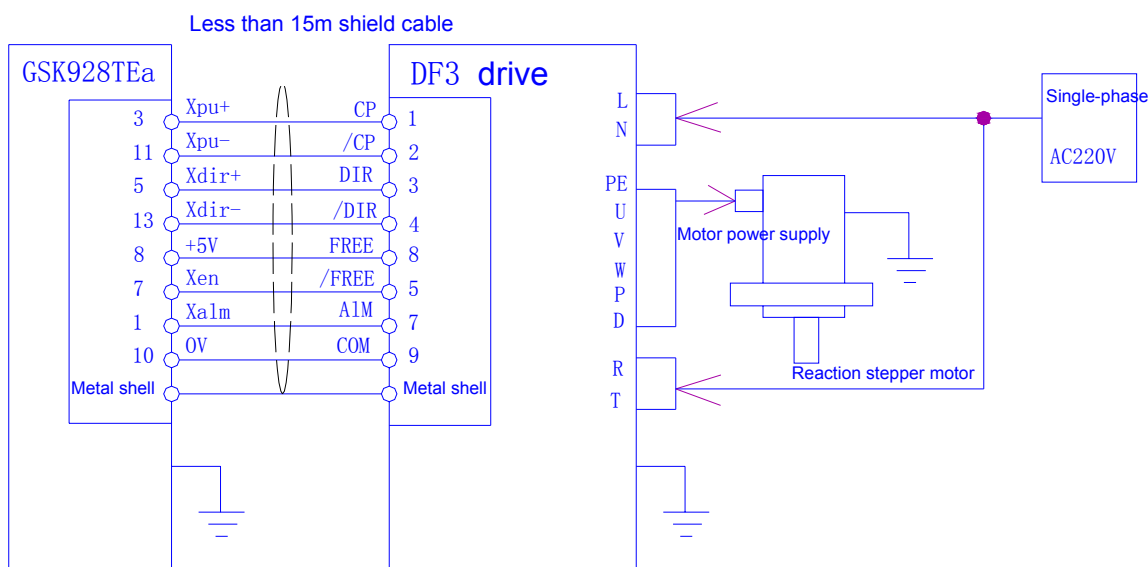 Less than 15m shield cable
GSK928TEa
DF3 drive
3 Xpu+ CP 1
11 Xpu- /CP 2
5 Xdir+ DIR 3
13 Xdir- /DIR 4
8 +5V FREE 8
7 Xen /FREE 5
1 Xalm AlM 7
10 0V COM 9
Metal shell Metal shell
L
N
PE
U
V
W
P
D
R
T
Motor power supply
Reaction stepper motor
Single-phase
AC220V